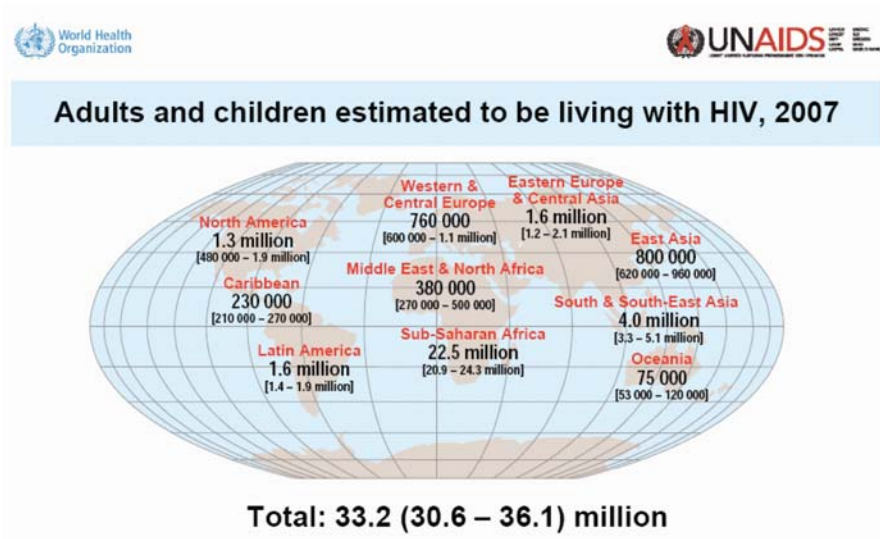 World Health
Organization
UNAIDS
Adults and children estimated to be living with HIV, 2007
Western &
Central Europe
760 000
[600 000 – 1.1 million]
Eastern Europe
& Central Asia
1.6 million
[1.2 – 2.1 million]
North America
1.3 million
[480 000 – 1.9 million]
East Asia
800 000
[620 000 – 960 000]
Middle East & North Africa
380 000
[270 000 – 500 000]
Caribbean
230 000
[210 000 – 270 000]
South & South-East Asia
4.0 million
[3.3 – 5.1 million]
Sub-Saharan Africa
22.5 million
[20.9 – 24.3 million]
Latin America
1.6 million
[1.4 – 1.9 million]
Oceania
75 000
[53 000 – 120 000]
Total: 33.2 (30.6 – 36.1) million